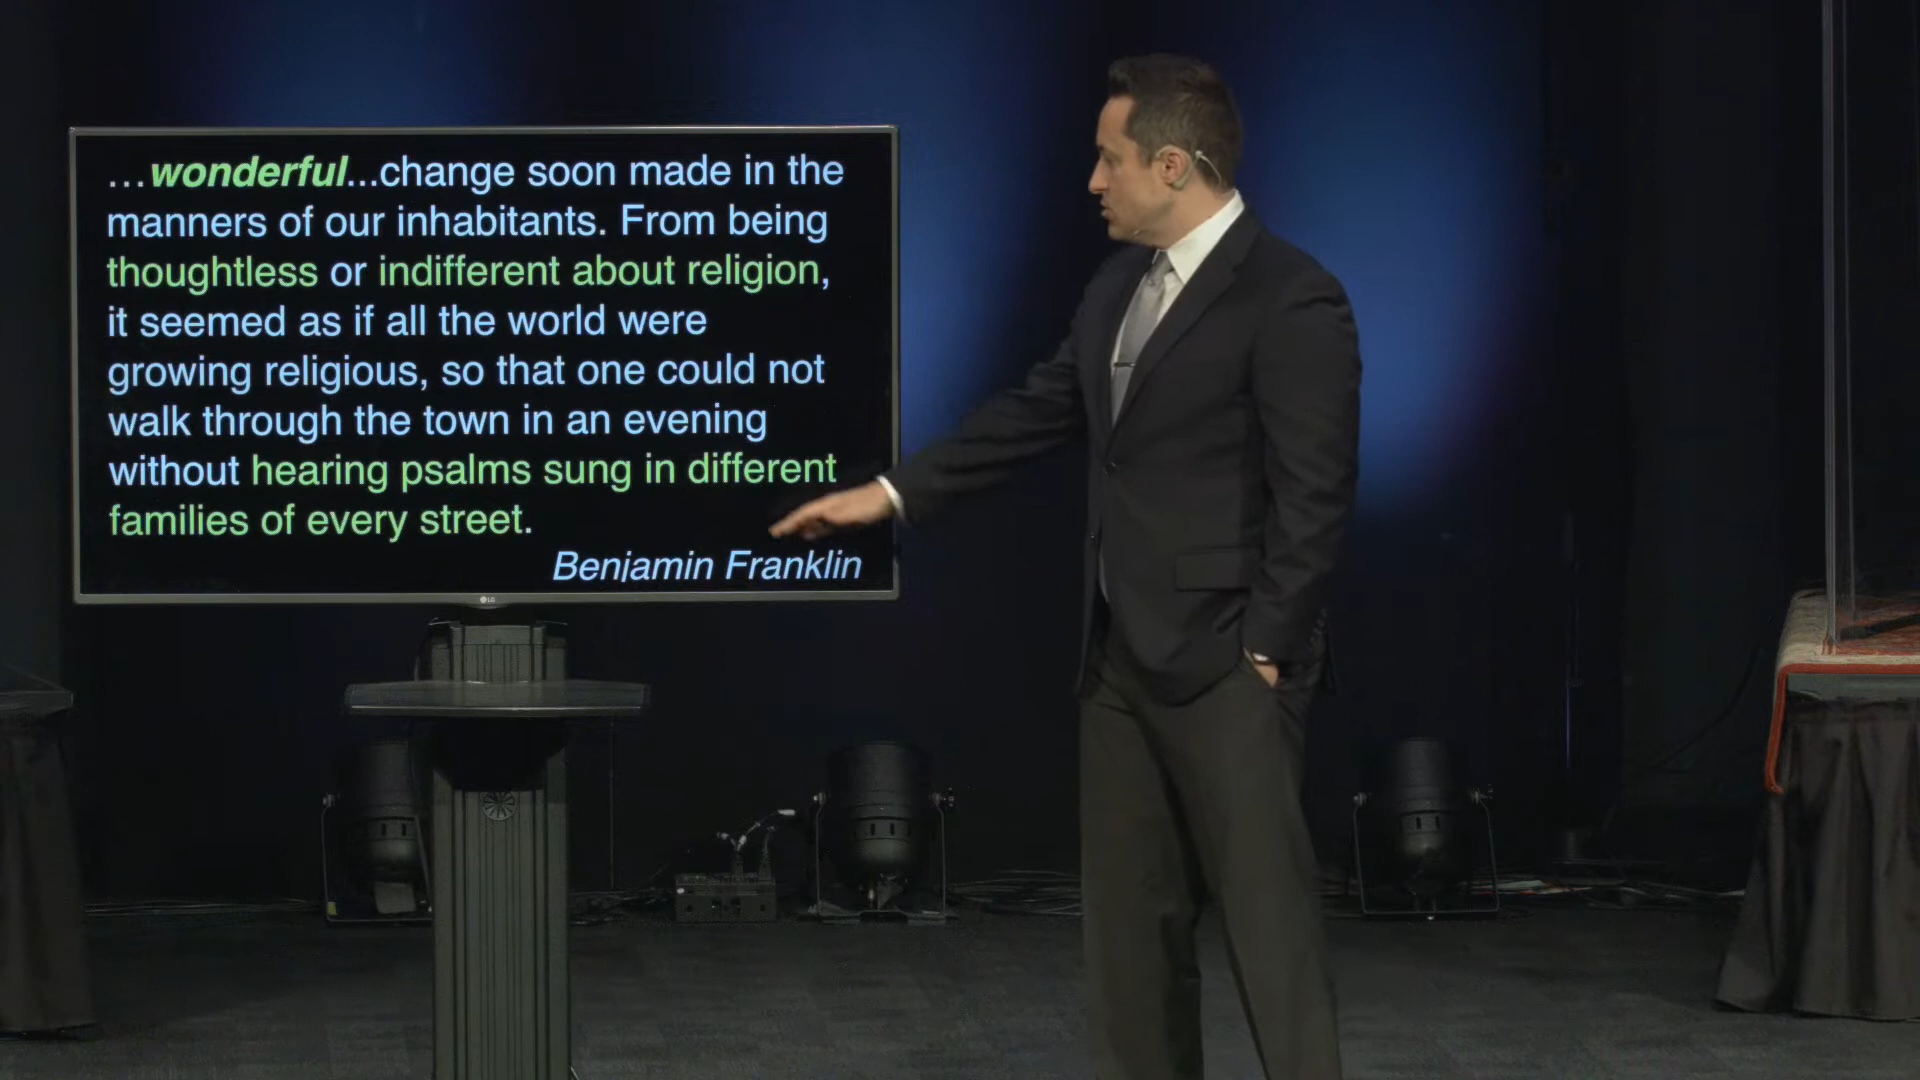 ...wonderful...change soon made in the
manners of our inhabitants. From being
thoughtless or indifferent about religion,
it seemed as if all the world were
growing religious, so that one could not
walk through the town in an evening
without hearing psalms sung in different
families of every street.
Benjamin Franklin
LG